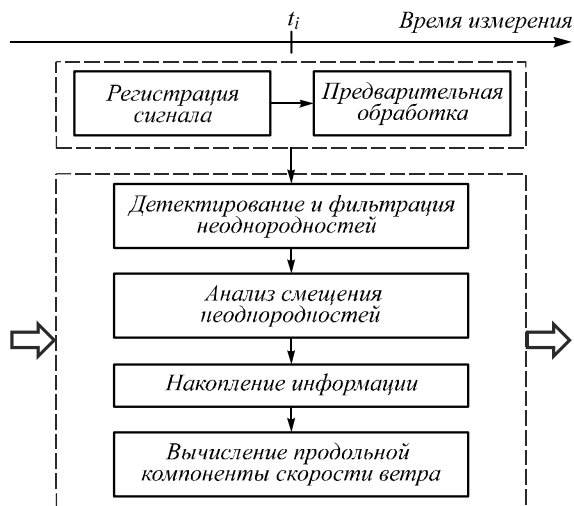 t_i
Время измерения
Регистрация
сигнала
Предварительная
обработка
Детектирование и фильтрация
неоднородностей
Анализ смещения
неоднородностей
Накопление информации
Вычисление продольной
компоненты скорости ветра